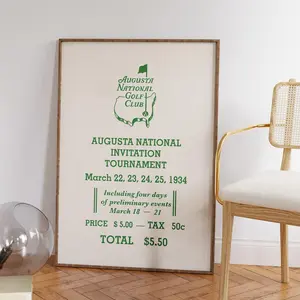 AUGUSTA
NATIONAL
GOLF
CLUB
AUGUSTA NATIONAL
INVITATION
TOURNAMENT
March 22, 23, 24, 25, 1934
Including four days
of preliminary events
March 18 — 21
PRICE $ 5.00 — TAX 50c
TOTAL $5.50